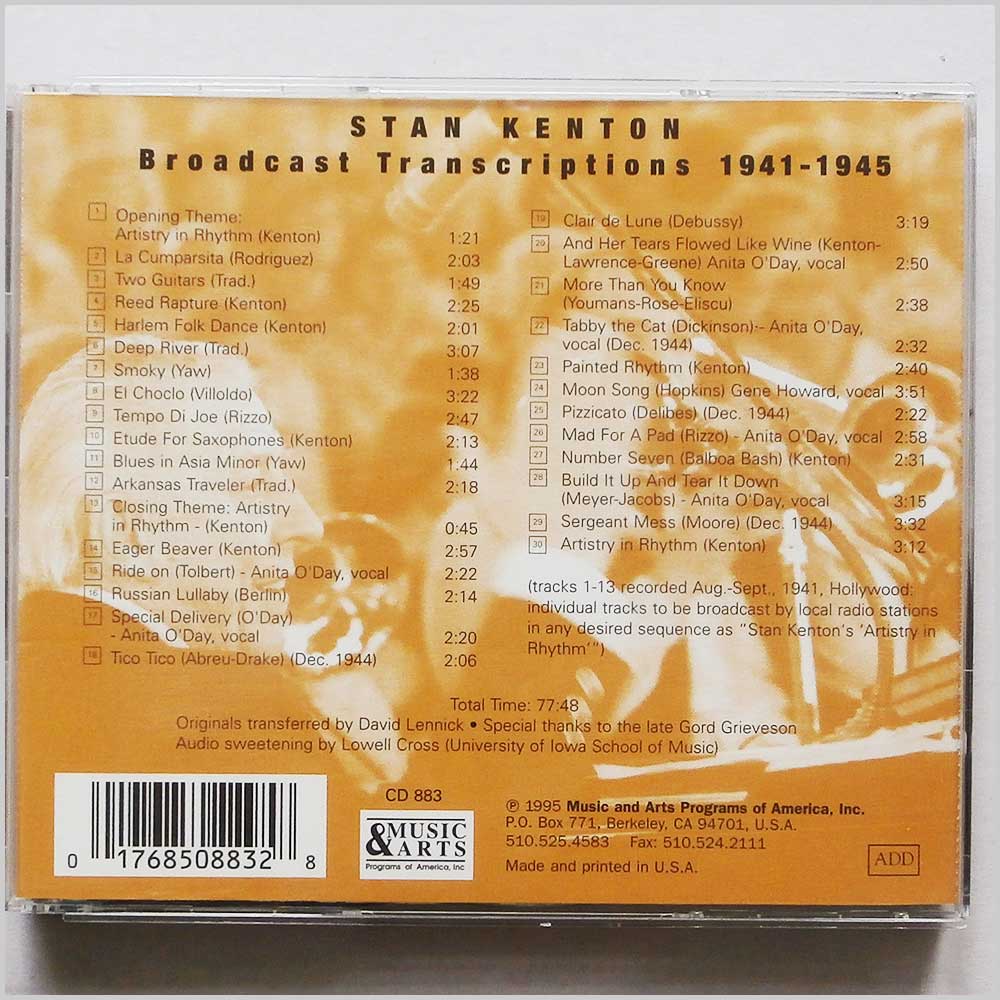 STAN KENTON
Broadcast Transcriptions 1941-1945
1 Opening Theme:
Artistry in Rhythm (Kenton) 1:21
2 La Cumparsita (Rodriguez) 2:03
3 Two Guitars (Trad.) 1:49
4 Reed Rapture (Kenton) 2:25
5 Harlem Folk Dance (Kenton) 2:01
6 Deep River (Trad.) 3:07
7 Smoky (Yaw) 1:38
8 El Choclo (Villoldo) 3:22
9 Tempo Di Joe (Rizzo) 2:47
10 Etude For Saxophones (Kenton) 2:13
11 Blues in Asia Minor (Yaw) 1:44
12 Arkansas Traveler (Trad.) 2:18
13 Closing Theme: Artistry
in Rhythm - (Kenton) 0:45
14 Eager Beaver (Kenton) 2:57
15 Ride on (Tolbert) - Anita O'Day, vocal 2:22
16 Russian Lullaby (Berlin) 2:14
17 Special Delivery (O'Day)
- Anita O'Day, vocal 2:20
18 Tico Tico (Abreu-Drake) (Dec. 1944) 2:06
19 Clair de Lune (Debussy) 3:19
20 And Her Tears Flowed Like Wine (Kenton-
Lawrence-Greene) Anita O'Day, vocal 2:50
21 More Than You Know
(Youmans-Rose-Eliscu) 2:38
22 Tabby the Cat (Dickinson):- Anita O'Day,
vocal (Dec. 1944) 2:32
23 Painted Rhythm (Kenton) 2:40
24 Moon Song (Hopkins) Gene Howard, vocal 3:51
25 Pizzicato (Delibes) (Dec. 1944) 2:22
26 Mad For A Pad (Rizzo) - Anita O'Day, vocal 2:58
27 Number Seven (Balboa Bash) (Kenton) 2:31
28 Build It Up And Tear It Down
(Meyer-Jacobs) - Anita O'Day, vocal 3:15
29 Sergeant Mess (Moore) (Dec. 1944) 3:32
30 Artistry in Rhythm (Kenton) 3:12
(tracks 1-13 recorded Aug.-Sept., 1941, Hollywood:
individual tracks to be broadcast by local radio stations
in any desired sequence as "Stan Kenton's 'Artistry in
Rhythm'")
Total Time: 77:48
Originals transferred by David Lennick • Special thanks to the late Gord Grieveson
Audio sweetening by Lowell Cross (University of Iowa School of Music)
0 17685 08832 8
CD 883
MUSIC
& ARTS
Programs of America, Inc
℗ 1995 Music and Arts Programs of America, Inc.
P.O. Box 771, Berkeley, CA 94701, U.S.A.
510.525.4583 Fax: 510.524.2111
Made and printed in U.S.A.
ADD